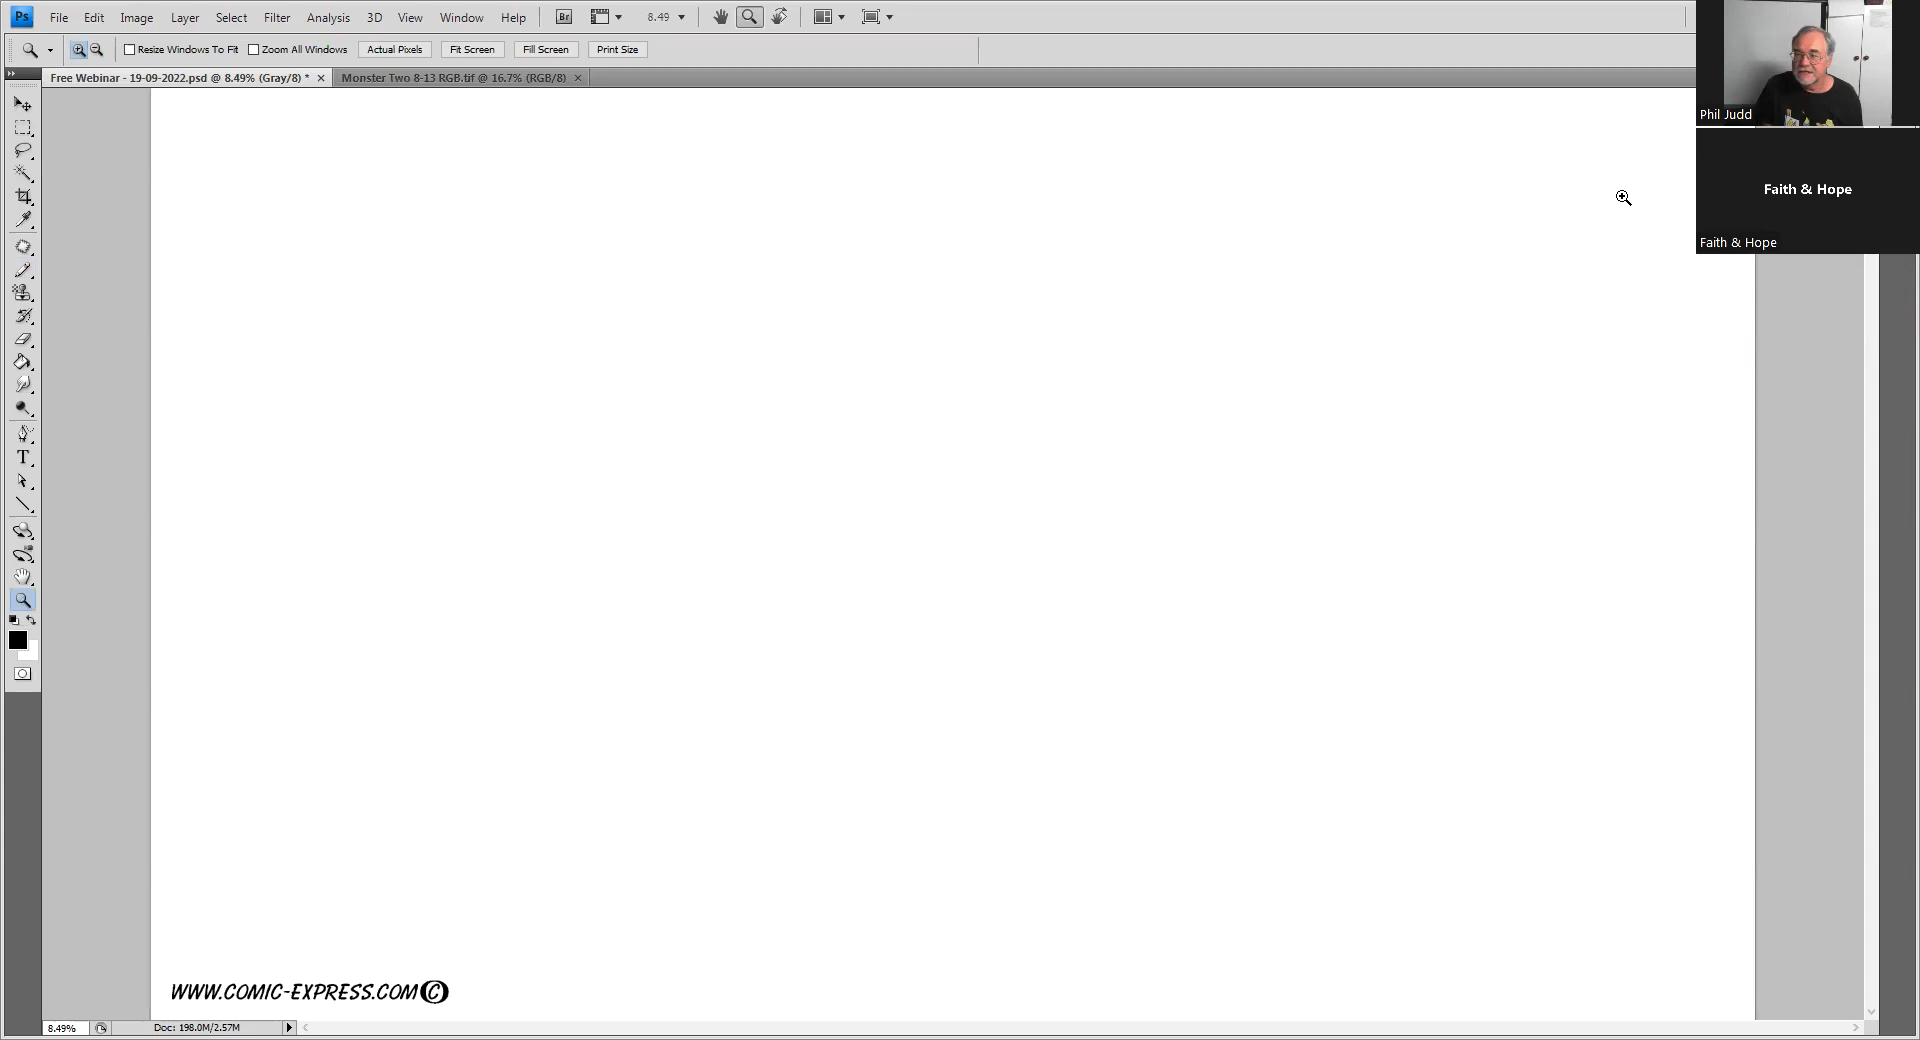 Ps File Edit Image Layer Select Filter Analysis 3D View Window Help Br 8.49
Resize Windows To Fit Zoom All Windows Actual Pixels Fit Screen Fill Screen Print Size
Free Webinar - 19-09-2022.psd @ 8.49% (Gray/8) * × Monster Two 8-13 RGB.tif @ 16.7% (RGB/8) ×
Phil Judd
Faith & Hope
Faith & Hope
T
WWW.COMIC-EXPRESS.COM©
8.49% Doc: 198.0M/2.57M